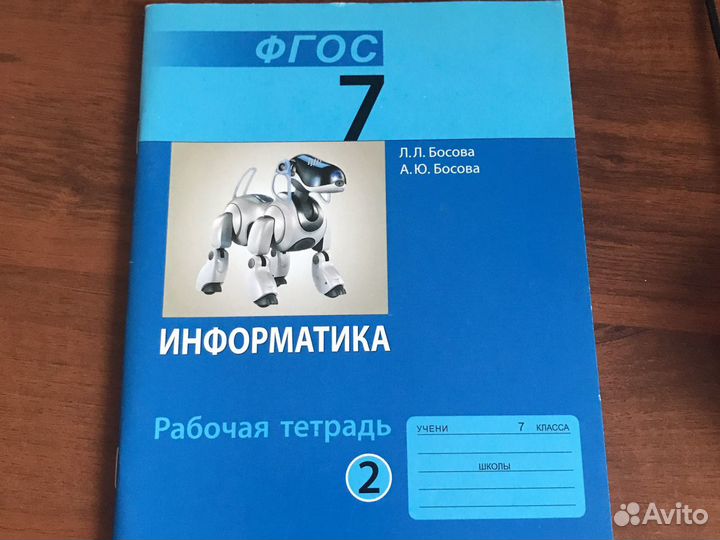 ФГОС
7
Л.Л. Босова
А.Ю. Босова
ИНФОРМАТИКА
Рабочая тетрадь
2
УЧЕНИ 7 КЛАССА
ШКОЛЫ
Avito